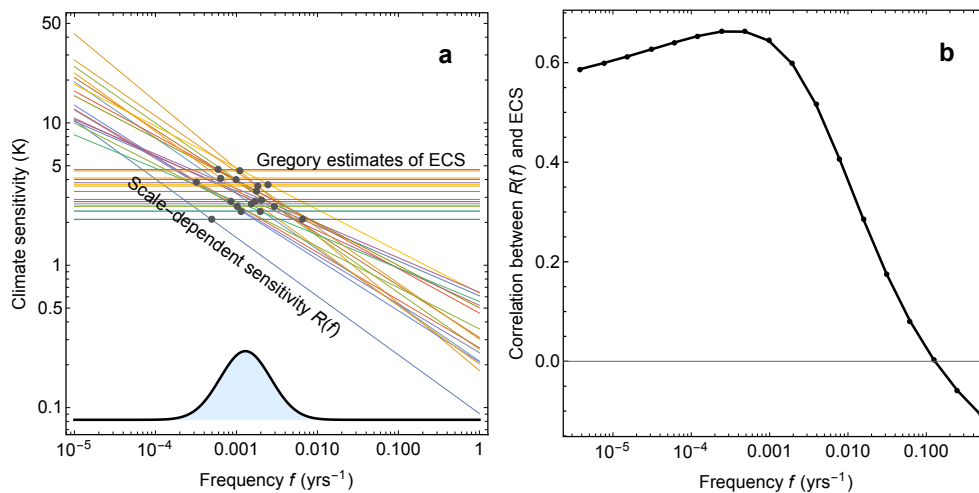 a
Climate sensitivity (K)
50
10
5
1
0.5
0.1
Gregory estimates of ECS
Scale-dependent sensitivity R(f)
10⁻⁵ 10⁻⁴ 0.001 0.010 0.100 1
Frequency f (yrs⁻¹)
b
Correlation between R(f) and ECS
0.6
0.4
0.2
0.0
10⁻⁵ 10⁻⁴ 0.001 0.010 0.100
Frequency f (yrs⁻¹)